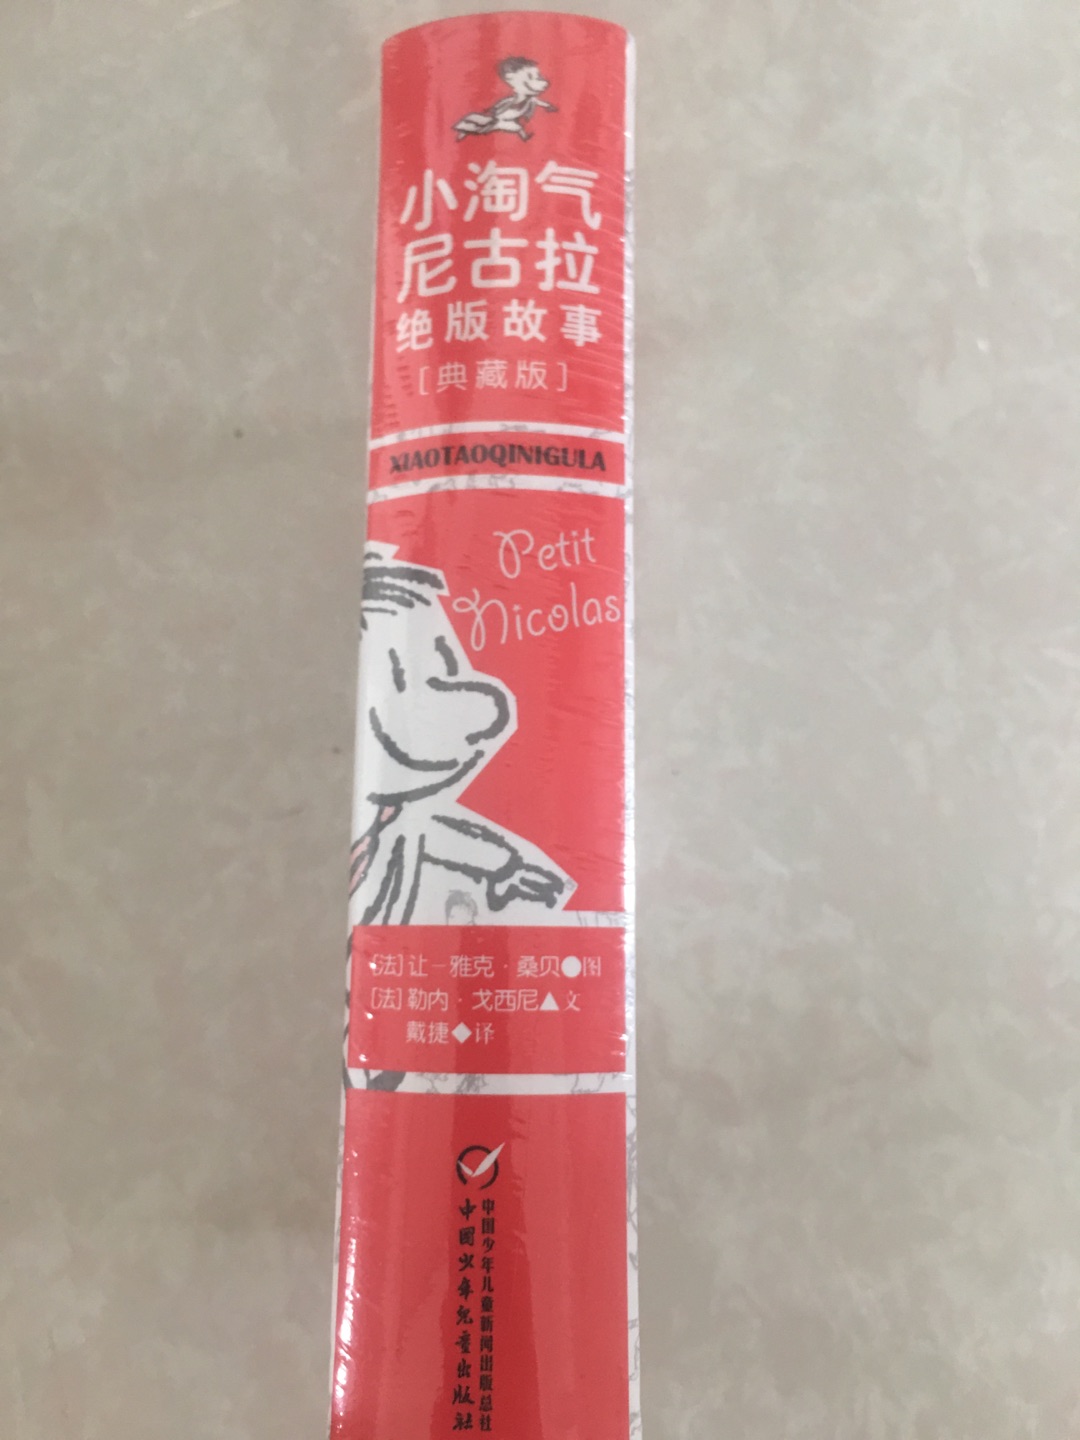 小淘气
尼古拉
绝版故事
[典藏版]
XIAOTAOQINIGULA
Petit
Nicolas
[法]让－雅克·桑贝●图
[法]勒内·戈西尼▲文
戴捷◆译
中国少年儿童新闻出版总社
中国少年儿童出版社